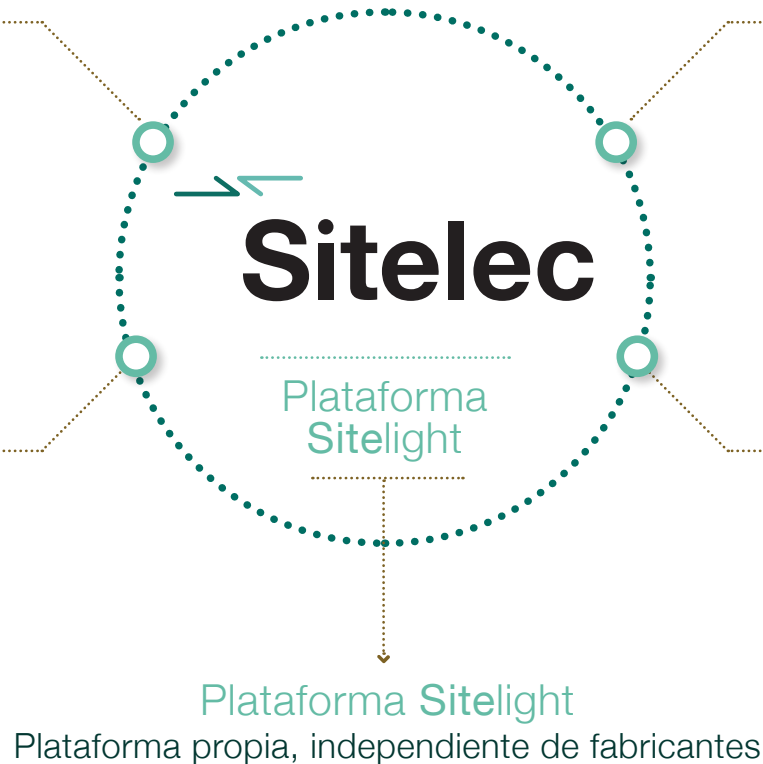 Sitelec
Plataforma
Sitelight
Plataforma Sitelight
Plataforma propia, independiente de fabricantes